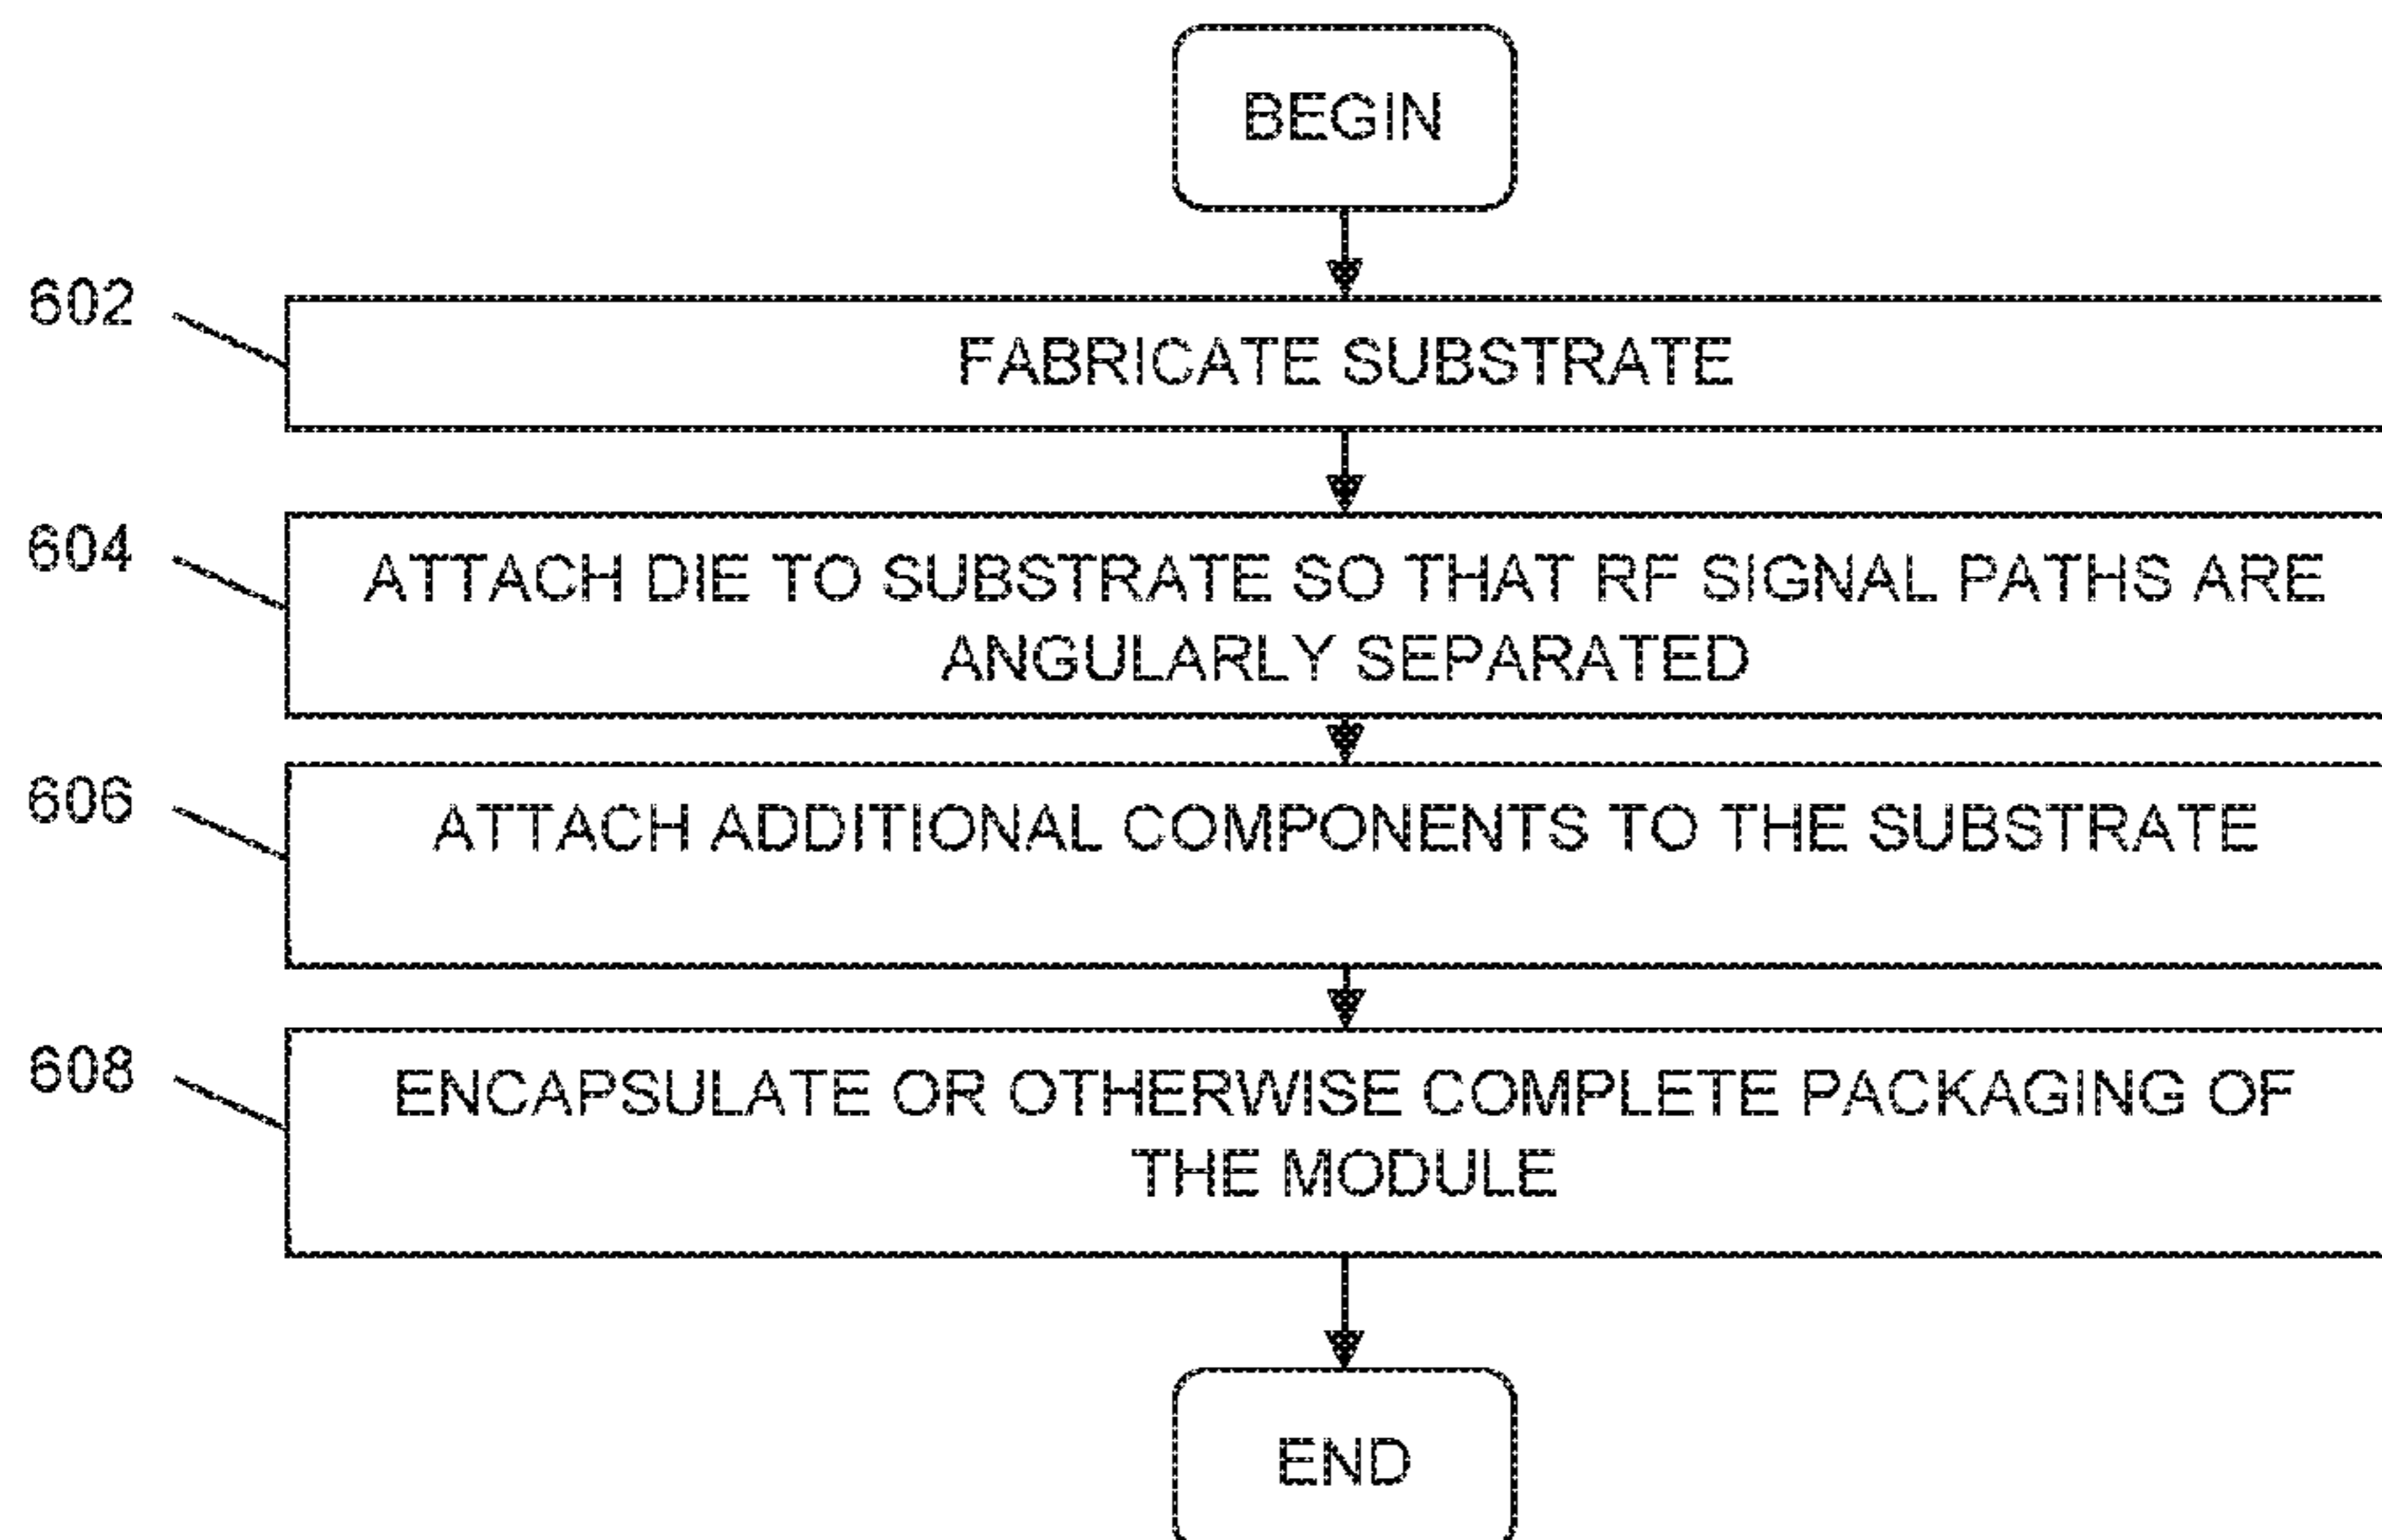 BEGIN
602
FABRICATE SUBSTRATE
604
ATTACH DIE TO SUBSTRATE SO THAT RF SIGNAL PATHS ARE
ANGULARLY SEPARATED
606
ATTACH ADDITIONAL COMPONENTS TO THE SUBSTRATE
608
ENCAPSULATE OR OTHERWISE COMPLETE PACKAGING OF
THE MODULE
END